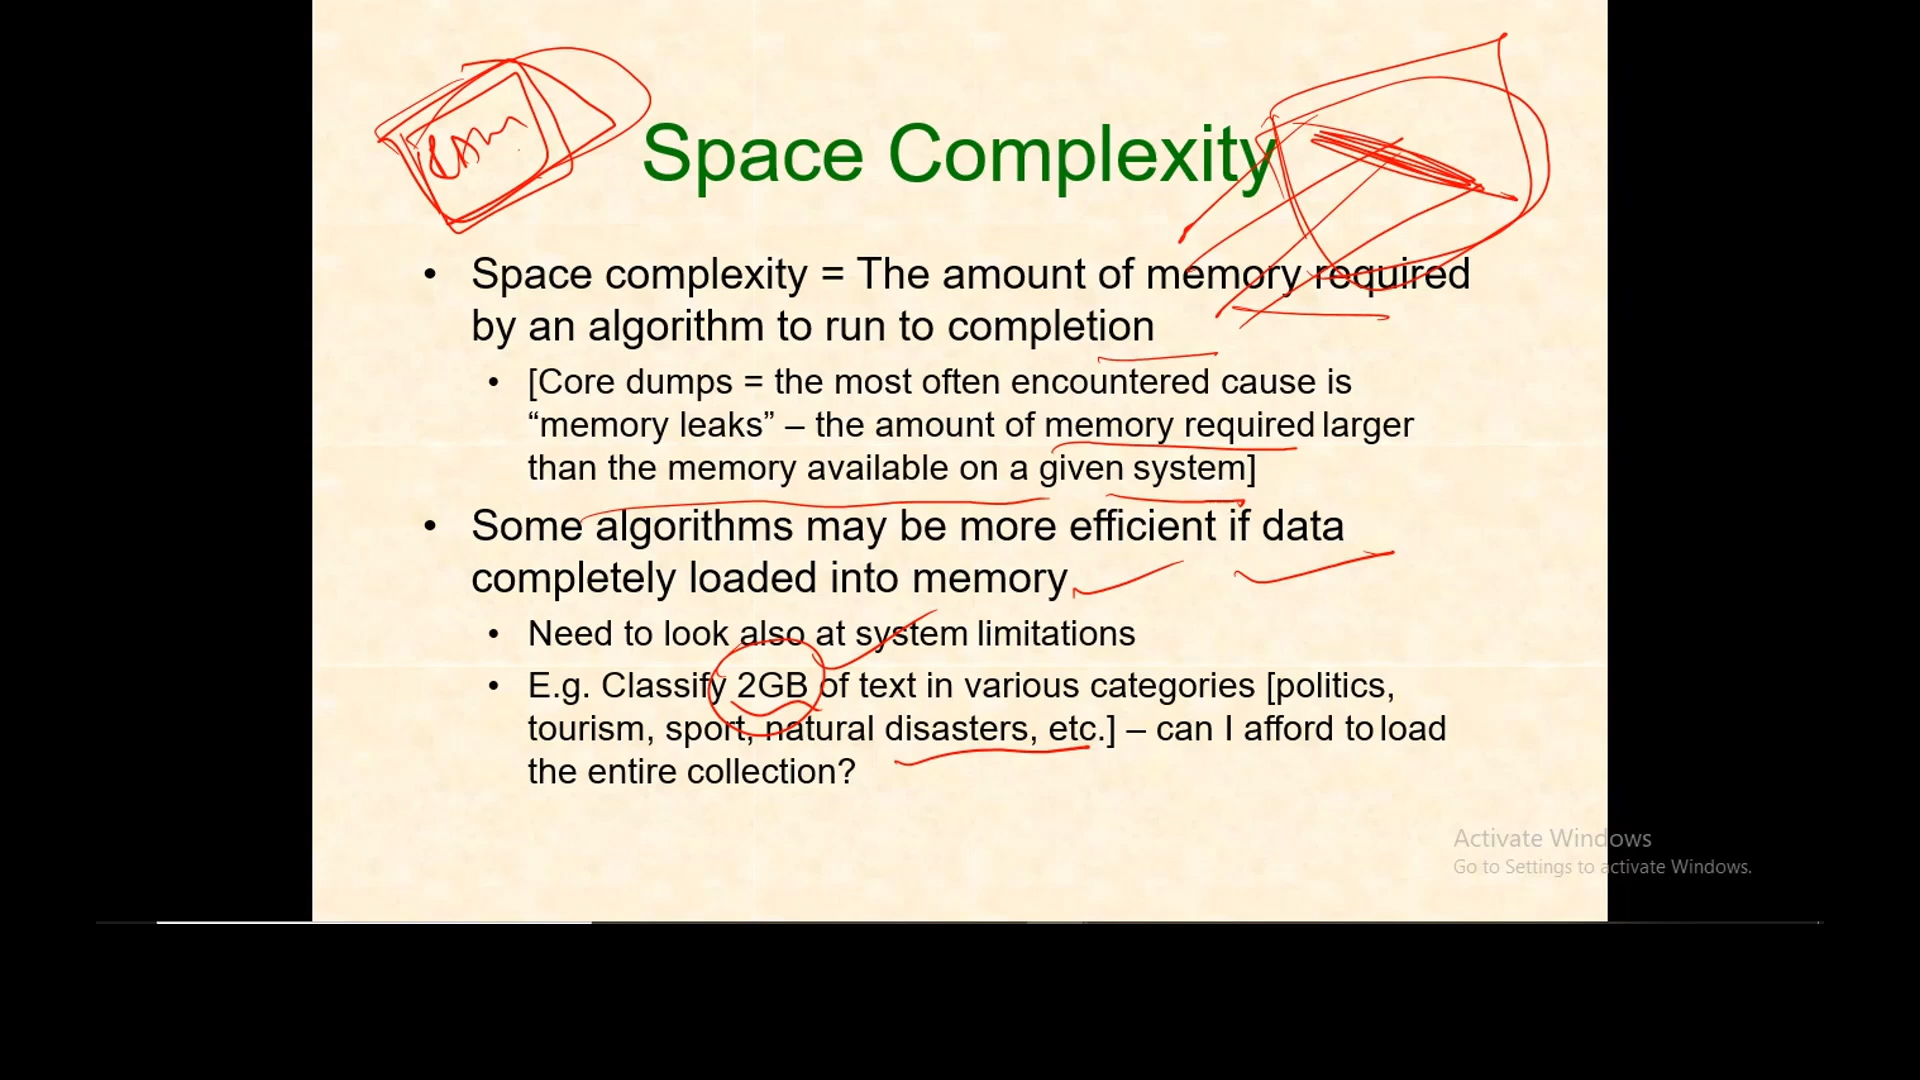 Space Complexity
• Space complexity = The amount of memory required
by an algorithm to run to completion
• [Core dumps = the most often encountered cause is
“memory leaks” – the amount of memory required larger
than the memory available on a given system]
• Some algorithms may be more efficient if data
completely loaded into memory
• Need to look also at system limitations
• E.g. Classify 2GB of text in various categories [politics,
tourism, sport, natural disasters, etc.] – can I afford to load
the entire collection?
Activate Windows
Go to Settings to activate Windows.